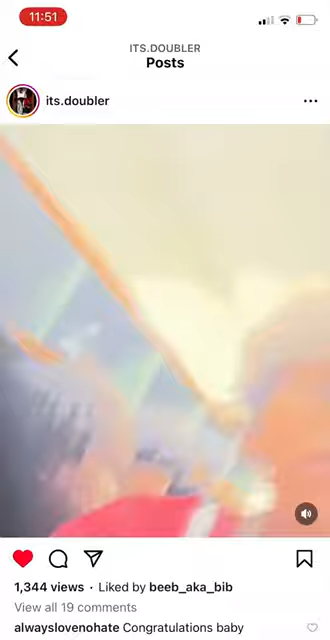 11:51
ITS.DOUBLER
Posts
its.doubler
1,344 views · Liked by beeb_aka_bib
View all 19 comments
alwayslovenohate Congratulations baby